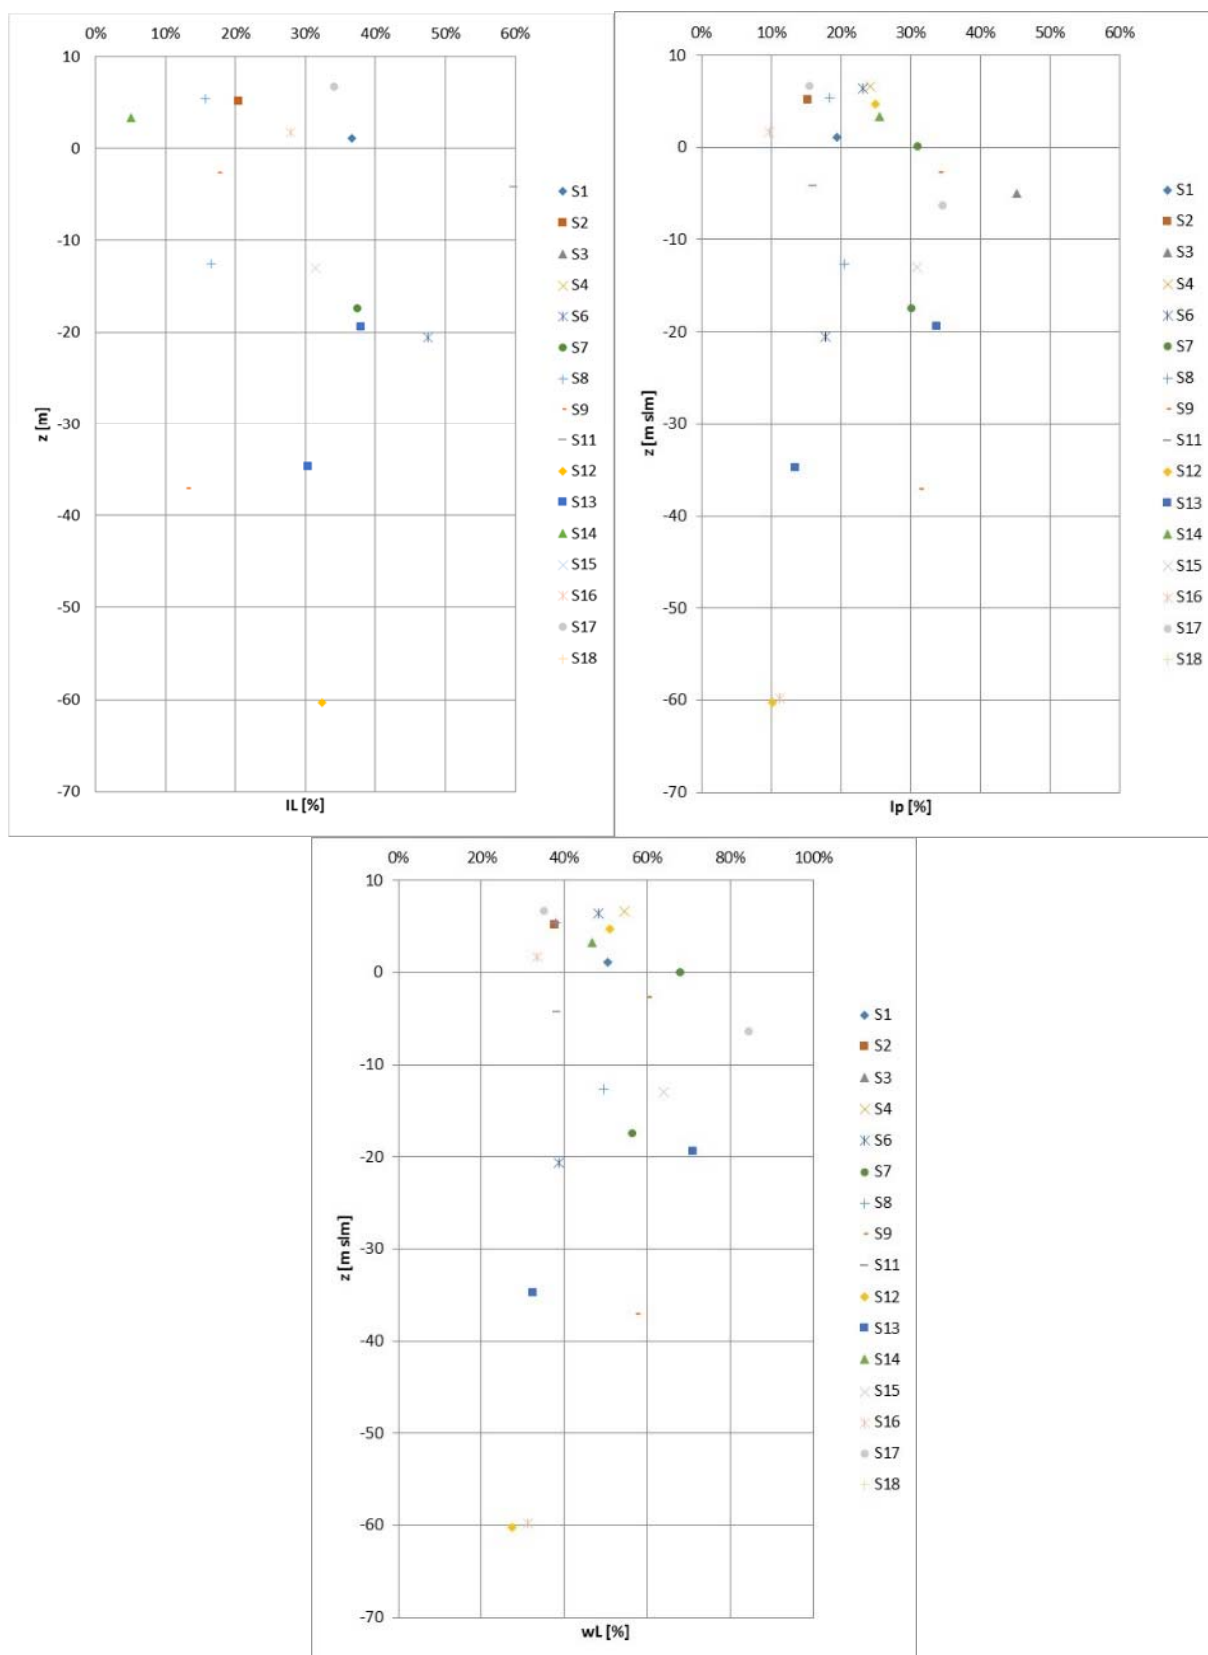 0% 10% 20% 30% 40% 50% 60%
10
0
-10
-20
-30
-40
-50
-60
-70
z [m]
IL [%]
S1
S2
S3
S4
S6
S7
S8
S9
S11
S12
S13
S14
S15
S16
S17
S18
0% 10% 20% 30% 40% 50% 60%
10
0
-10
-20
-30
-40
-50
-60
-70
z [m slm]
Ip [%]
S1
S2
S3
S4
S6
S7
S8
S9
S11
S12
S13
S14
S15
S16
S17
S18
0% 20% 40% 60% 80% 100%
10
0
-10
-20
-30
-40
-50
-60
-70
z [m slm]
wL [%]
S1
S2
S3
S4
S6
S7
S8
S9
S11
S12
S13
S14
S15
S16
S17
S18